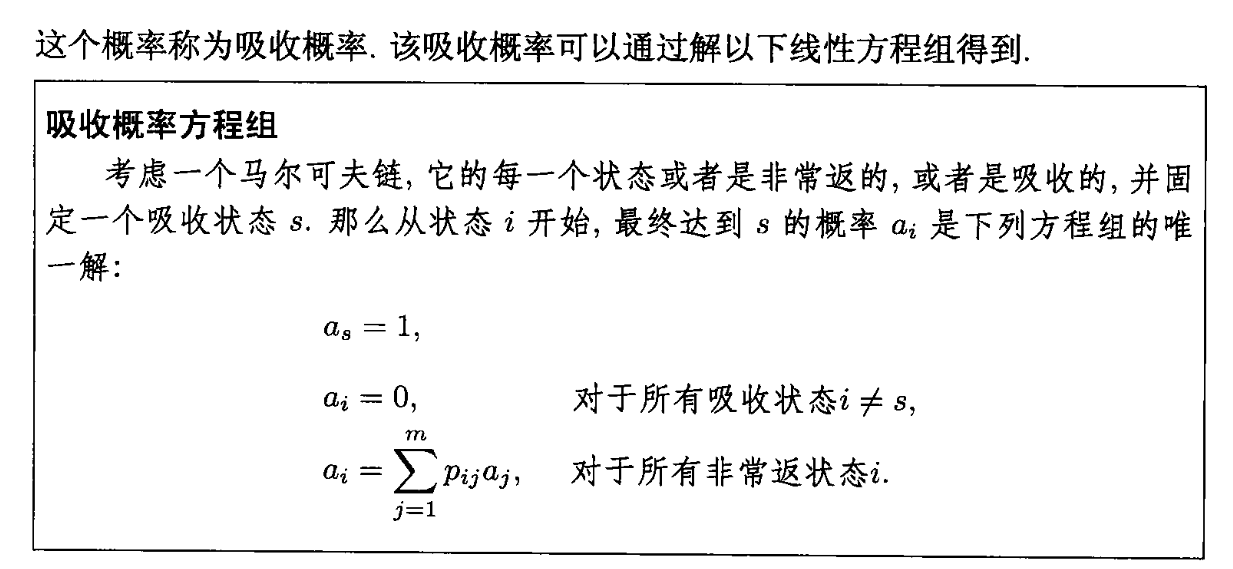 这个概率称为吸收概率. 该吸收概率可以通过解以下线性方程组得到.
吸收概率方程组
考虑一个马尔可夫链, 它的每一个状态或者是非常返的, 或者是吸收的, 并固
定一个吸收状态 s. 那么从状态 i 开始, 最终达到 s 的概率 a_i 是下列方程组的唯
一解:
a_s = 1,
a_i = 0, 对于所有吸收状态i ≠ s,
a_i = \sum_{j=1}^{m} p_{ij}a_j, 对于所有非常返状态i.